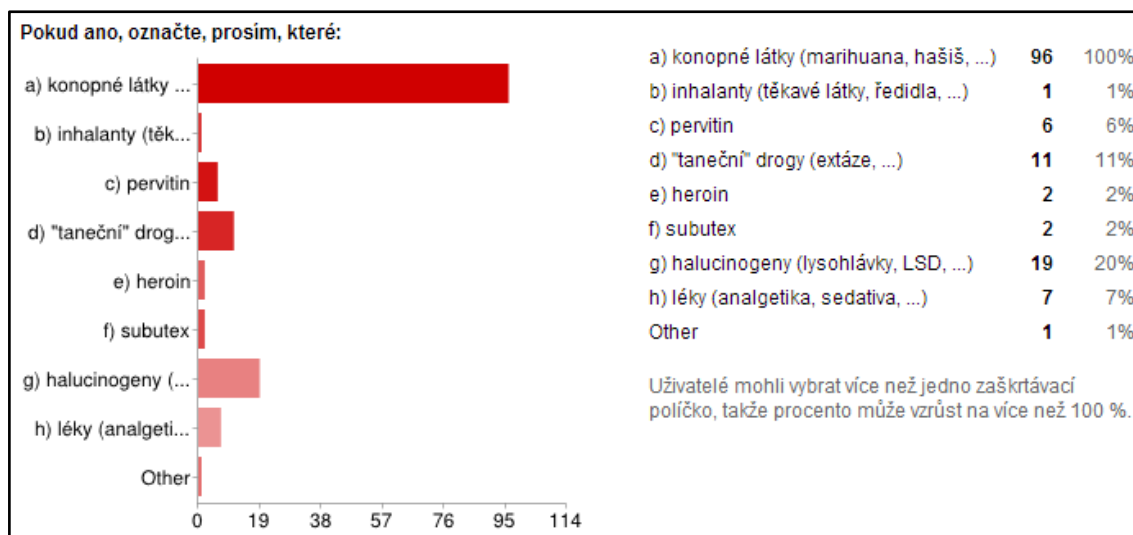 Pokud ano, označte, prosím, které:
a) konopné látky ...
b) inhalanty (těk...
c) pervitin
d) "taneční" drog...
e) heroin
f) subutex
g) halucinogeny (...
h) léky (analgeti...
Other
0 19 38 57 76 95 114
a) konopné látky (marihuana, hašiš, ...) 96 100%
b) inhalanty (těkavé látky, ředidla, ...) 1 1%
c) pervitin 6 6%
d) "taneční" drogy (extáze, ...) 11 11%
e) heroin 2 2%
f) subutex 2 2%
g) halucinogeny (lysohlávky, LSD, ...) 19 20%
h) léky (analgetika, sedativa, ...) 7 7%
Other 1 1%
Uživatelé mohli vybrat více než jedno zaškrtávací
políčko, takže procento může vzrůst na více než 100 %.